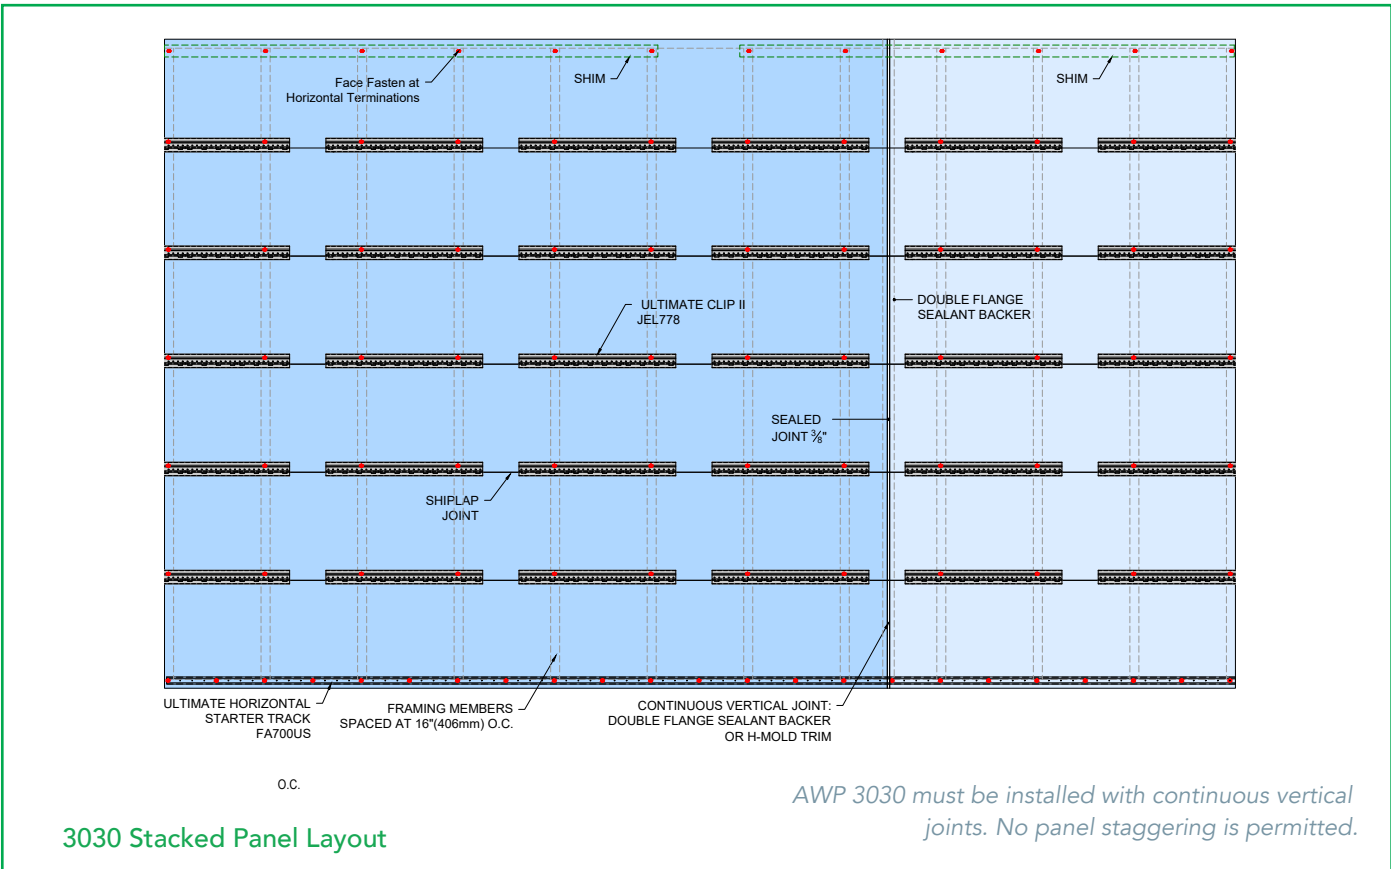 Face Fasten at
Horizontal Terminations
SHIM
SHIM
ULTIMATE CLIP II
JEL778
DOUBLE FLANGE
SEALANT BACKER
SEALED
JOINT ⅜"
SHIPLAP
JOINT
ULTIMATE HORIZONTAL
STARTER TRACK
FA700US
FRAMING MEMBERS
SPACED AT 16"(406mm) O.C.
CONTINUOUS VERTICAL JOINT:
DOUBLE FLANGE SEALANT BACKER
OR H-MOLD TRIM
O.C.
3030 Stacked Panel Layout
AWP 3030 must be installed with continuous vertical
joints. No panel staggering is permitted.